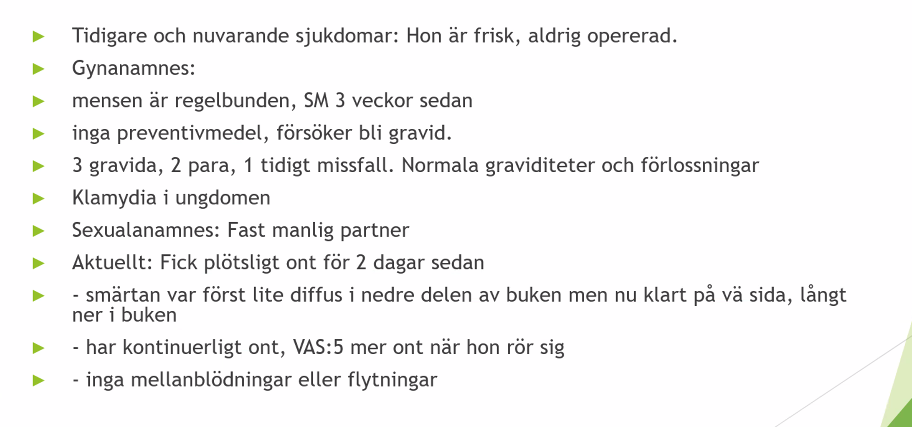 Tidigare och nuvarande sjukdomar: Hon är frisk, aldrig opererad.
Gynanamnes:
mensen är regelbunden, SM 3 veckor sedan
inga preventivmedel, försöker bli gravid.
3 gravida, 2 para, 1 tidigt missfall. Normala graviditeter och förlossningar
Klamydia i ungdomen
Sexualanamnes: Fast manlig partner
Aktuellt: Fick plötsligt ont för 2 dagar sedan
- smärtan var först lite diffus i nedre delen av buken men nu klart på vä sida, långt
ner i buken
- har kontinuerligt ont, VAS:5 mer ont när hon rör sig
- inga mellanblödningar eller flytningar